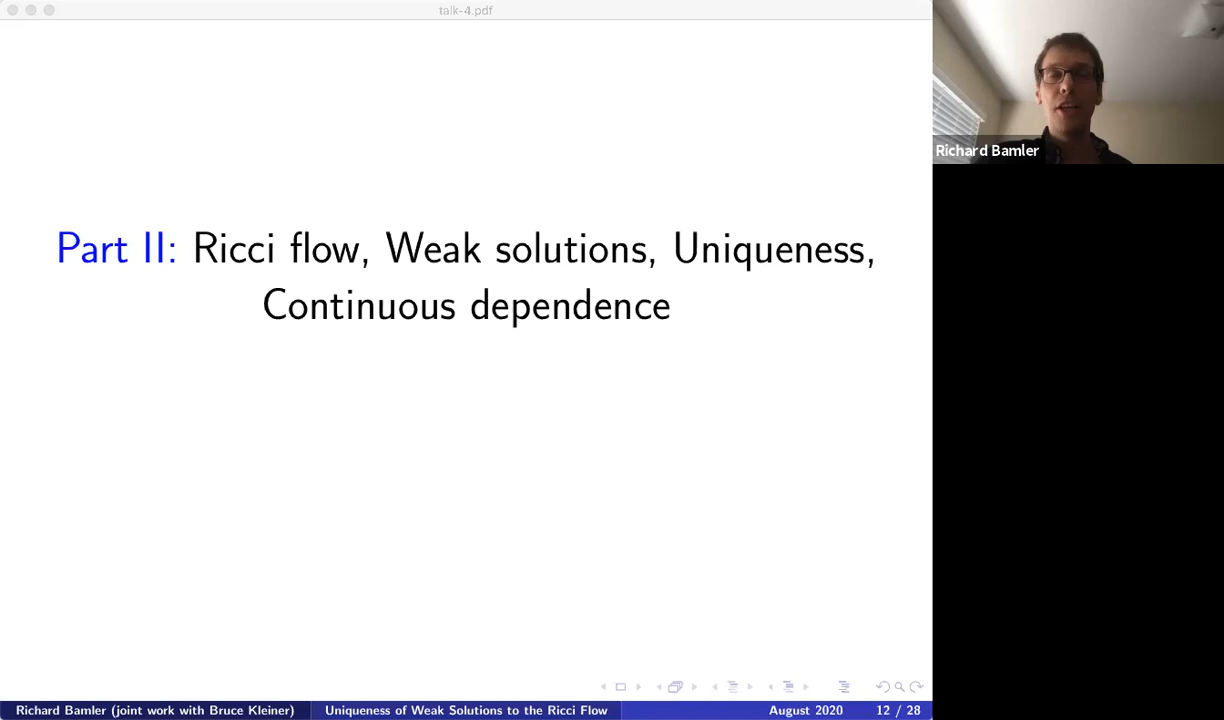 talk-4.pdf
Part II: Ricci flow, Weak solutions, Uniqueness,
Continuous dependence
Richard Bamler
Richard Bamler (joint work with Bruce Kleiner)
Uniqueness of Weak Solutions to the Ricci Flow
August 2020
12 / 28